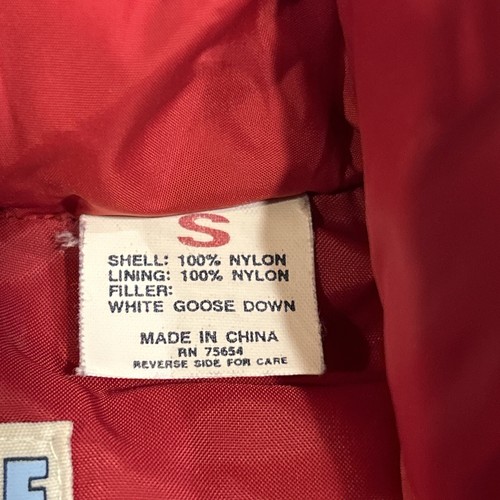 S
SHELL: 100% NYLON
LINING: 100% NYLON
FILLER:
WHITE GOOSE DOWN
MADE IN CHINA
RN 75654
REVERSE SIDE FOR CARE
E